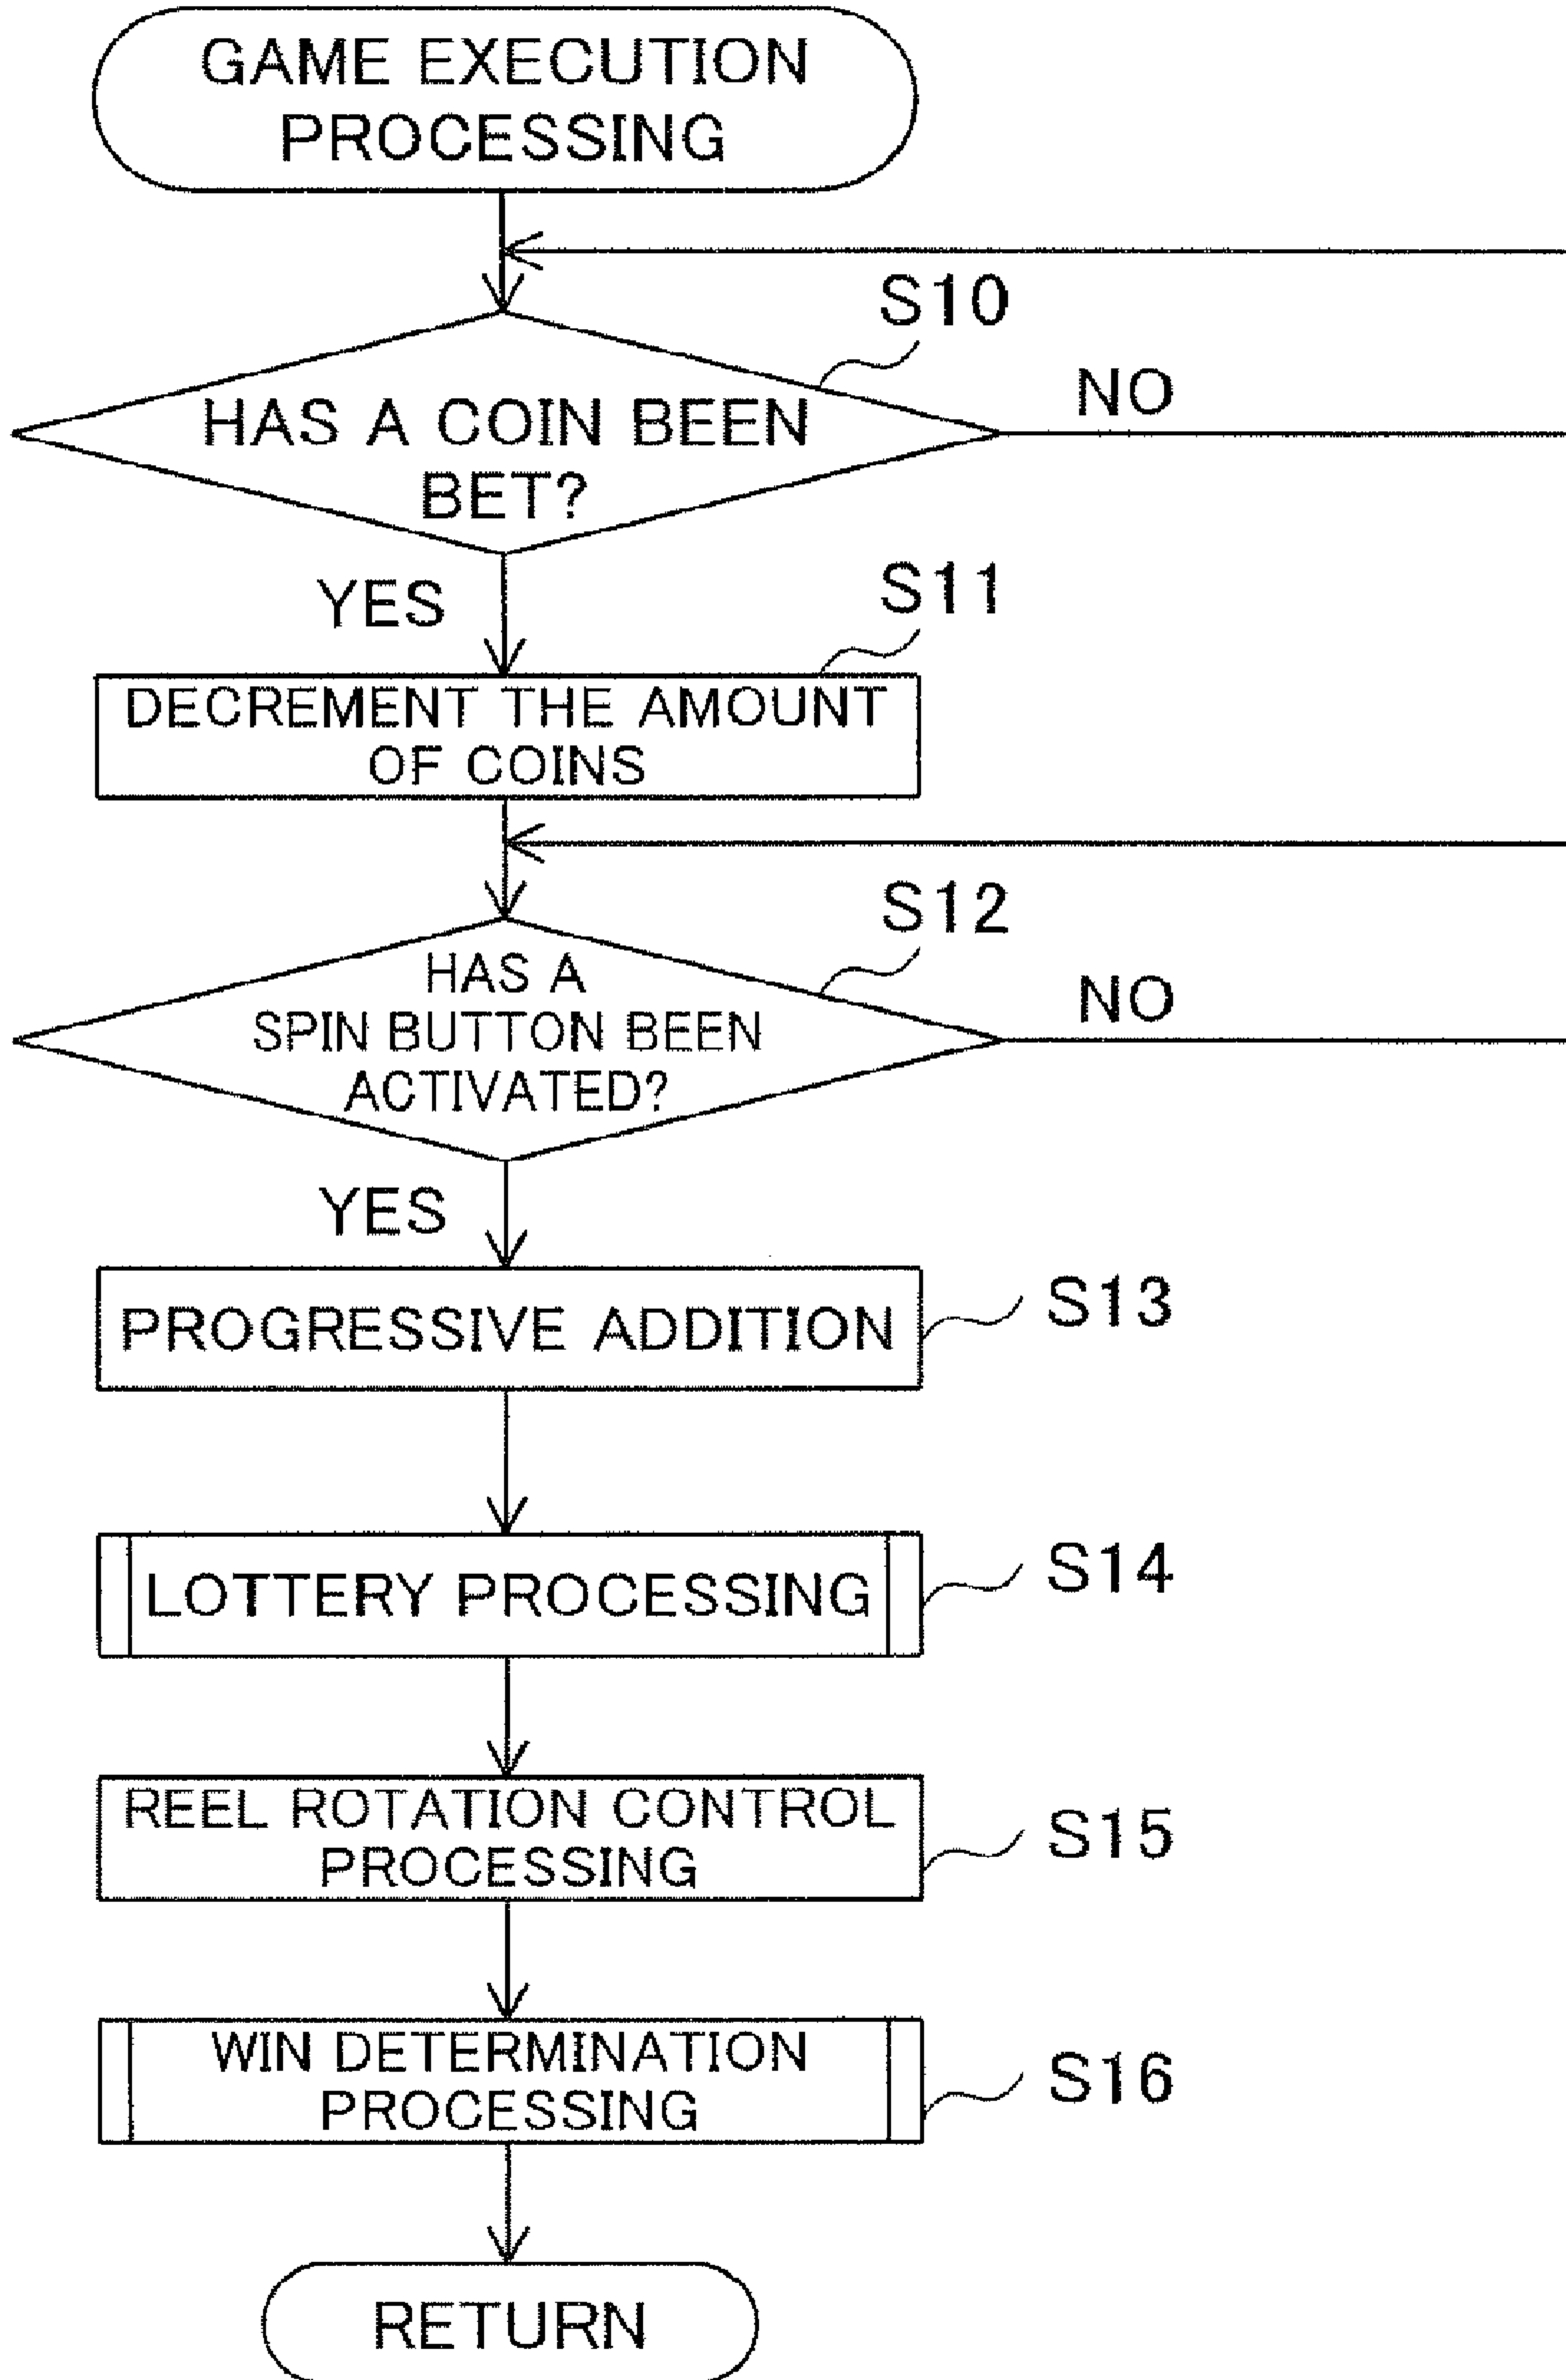 GAME EXECUTION
PROCESSING
S10
HAS A COIN BEEN
BET?
NO
YES
S11
DECREMENT THE AMOUNT
OF COINS
S12
HAS A
SPIN BUTTON BEEN
ACTIVATED?
NO
YES
PROGRESSIVE ADDITION
S13
LOTTERY PROCESSING
S14
REEL ROTATION CONTROL
PROCESSING
S15
WIN DETERMINATION
PROCESSING
S16
RETURN